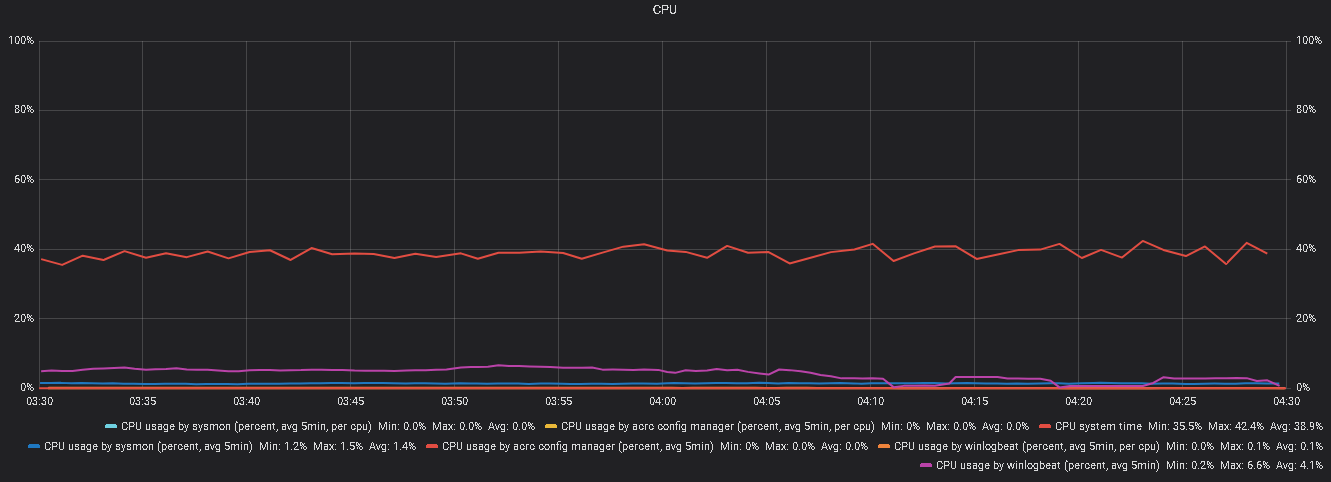 CPU
100% 100%
80% 80%
60% 60%
40% 40%
20% 20%
0% 0%
03:30 03:35 03:40 03:45 03:50 03:55 04:00 04:05 04:10 04:15 04:20 04:25 04:30
CPU usage by sysmon (percent, avg 5min, per cpu) Min: 0.0% Max: 0.0% Avg: 0.0% CPU usage by acrc config manager (percent, avg 5min, per cpu) Min: 0% Max: 0.0% Avg: 0.0% CPU system time Min: 35.5% Max: 42.4% Avg: 38.9%
CPU usage by sysmon (percent, avg 5min) Min: 1.2% Max: 1.5% Avg: 1.4% CPU usage by acrc config manager (percent, avg 5min) Min: 0% Max: 0.0% Avg: 0.0% CPU usage by winlogbeat (percent, avg 5min, per cpu) Min: 0.0% Max: 0.1% Avg: 0.1%
CPU usage by winlogbeat (percent, avg 5min) Min: 0.2% Max: 6.6% Avg: 4.1%